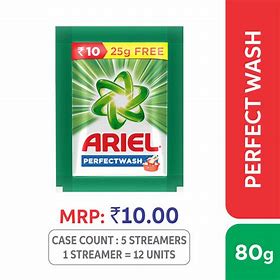 ₹10 25g FREE
ARIEL
PERFECTWASH
MRP: ₹10.00
CASE COUNT : 5 STREAMERS
1 STREAMER = 12 UNITS
PERFECT WASH
80g